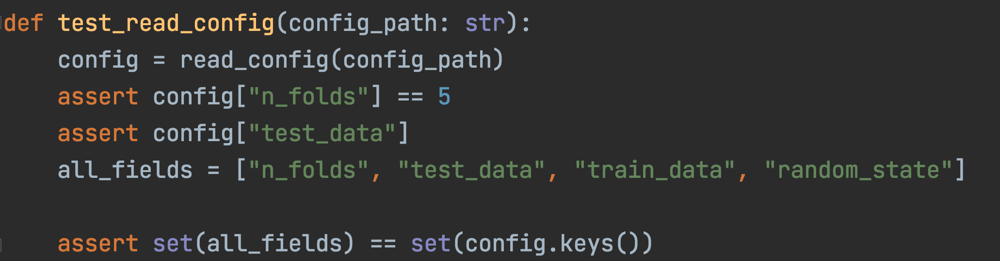 def test_read_config(config_path: str):
    config = read_config(config_path)
    assert config["n_folds"] == 5
    assert config["test_data"]
    all_fields = ["n_folds", "test_data", "train_data", "random_state"]
    assert set(all_fields) == set(config.keys())